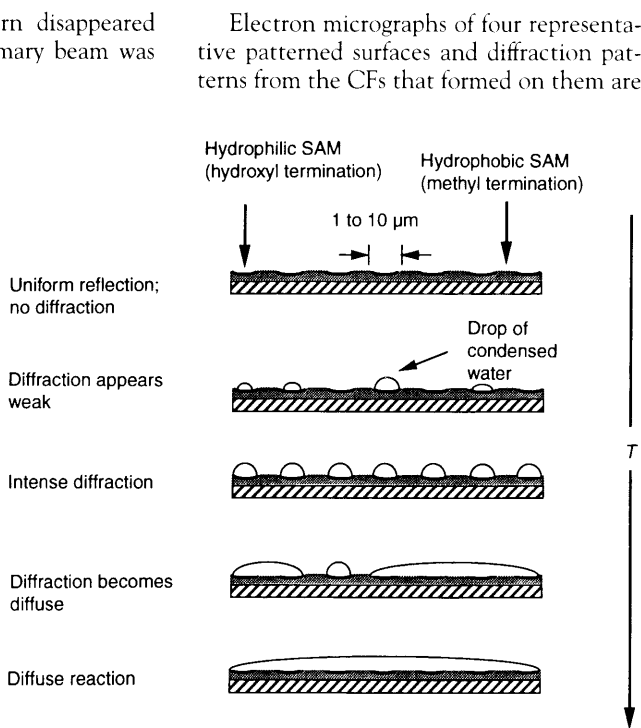 rn disappeared
mary beam was
Electron micrographs of four representa-
tive patterned surfaces and diffraction pat-
terns from the CFs that formed on them are
Hydrophilic SAM
(hydroxyl termination)
Hydrophobic SAM
(methyl termination)
1 to 10 μm
Uniform reflection;
no diffraction
Drop of
condensed
water
Diffraction appears
weak
T
Intense diffraction
Diffraction becomes
diffuse
Diffuse reaction